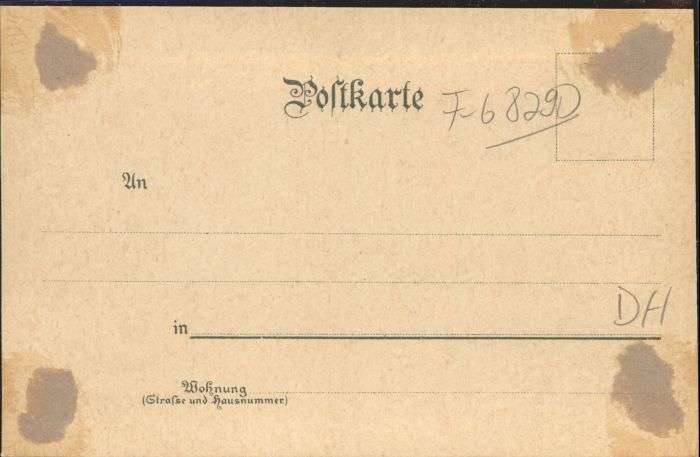 Poſtkarte
F-6 829D
An
in
DH
Wohnung
(Straſse und Hausnummer)